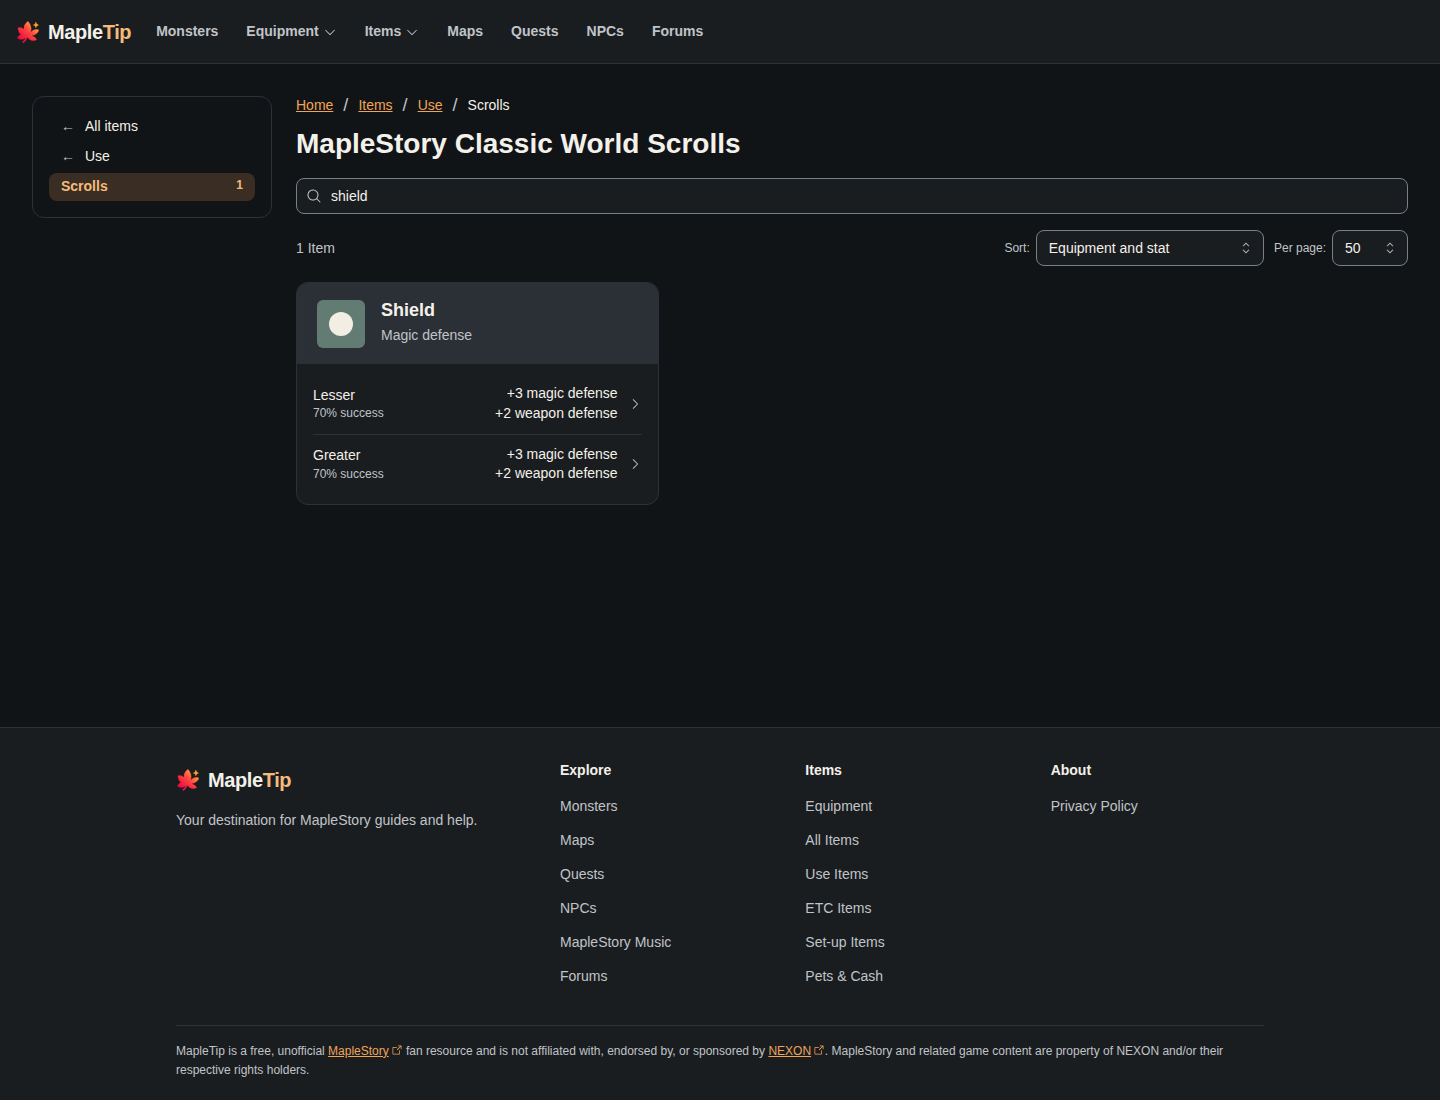 MapleTip Monsters Equipment Items Maps Quests NPCs Forums
← All items
← Use
Scrolls 1
Home / Items / Use / Scrolls
MapleStory Classic World Scrolls
shield
1 Item
Sort: Equipment and stat Per page: 50
Shield
Magic defense
Lesser
70% success
+3 magic defense
+2 weapon defense
Greater
70% success
+3 magic defense
+2 weapon defense
MapleTip
Your destination for MapleStory guides and help.
Explore
Monsters
Maps
Quests
NPCs
MapleStory Music
Forums
Items
Equipment
All Items
Use Items
ETC Items
Set-up Items
Pets & Cash
About
Privacy Policy
MapleTip is a free, unofficial MapleStory fan resource and is not affiliated with, endorsed by, or sponsored by NEXON. MapleStory and related game content are property of NEXON and/or their
respective rights holders.